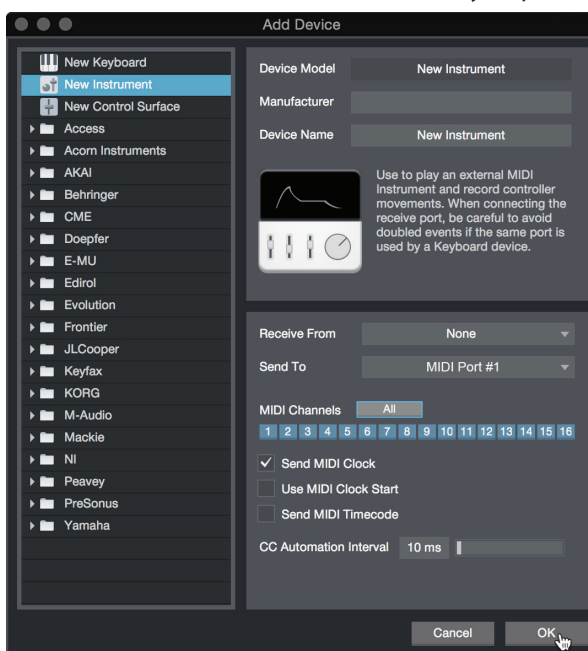 Add Device
New Keyboard
New Instrument
New Control Surface
Access
Acorn Instruments
AKAI
Behringer
CME
Doepfer
E-MU
Edirol
Evolution
Frontier
JLCooper
Keyfax
KORG
M-Audio
Mackie
NI
Peavey
PreSonus
Yamaha
Device Model New Instrument
Manufacturer
Device Name New Instrument
Use to play an external MIDI
Instrument and record controller
movements. When connecting the
receive port, be careful to avoid
doubled events if the same port is
used by a Keyboard device.
Receive From None
Send To MIDI Port #1
MIDI Channels All
1 2 3 4 5 6 7 8 9 10 11 12 13 14 15 16
Send MIDI Clock
Use MIDI Clock Start
Send MIDI Timecode
CC Automation Interval 10 ms
Cancel OK